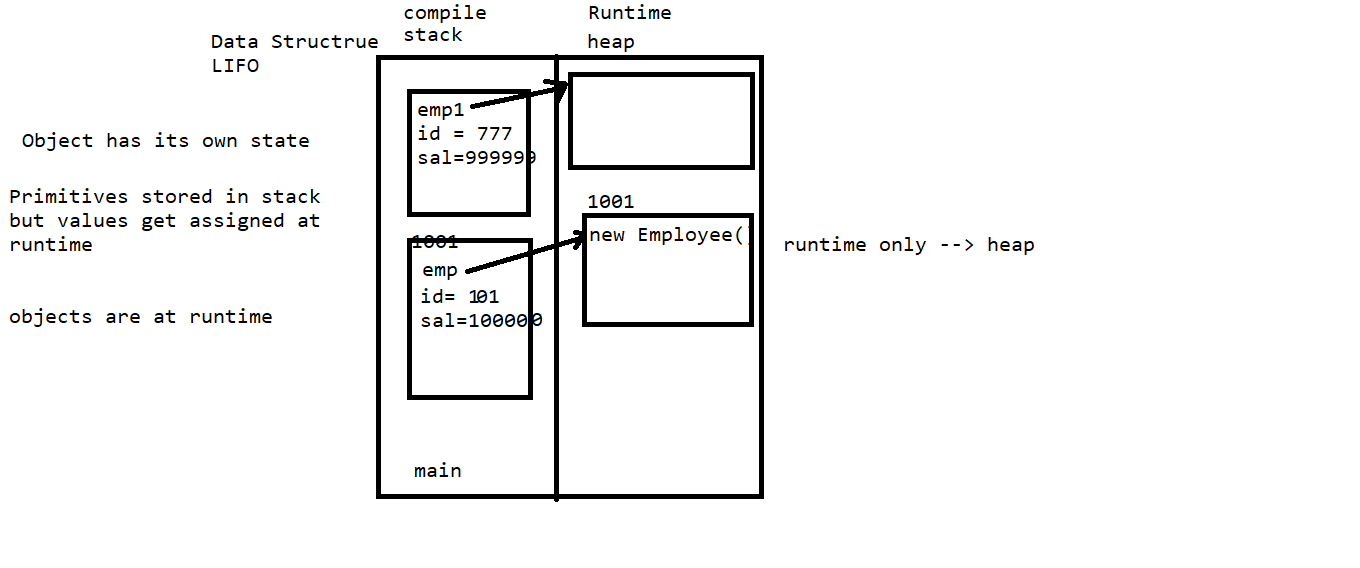 compile
stack
Runtime
heap
Data Structrue
LIFO
emp1
id = 777
sal=999999
Object has its own state
Primitives stored in stack
but values get assigned at
runtime
1001
new Employee()
runtime only --> heap
1001
emp
id= 101
sal=100000
objects are at runtime
main